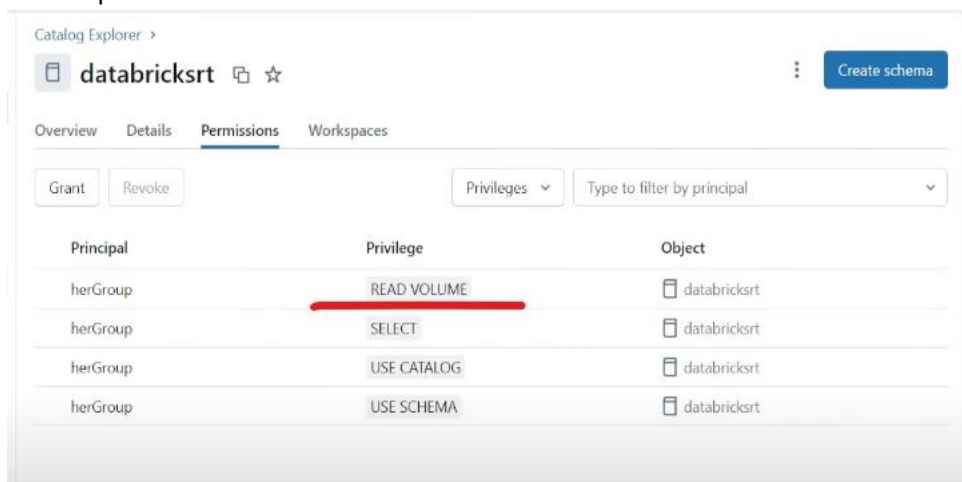 Catalog Explorer >
databricksrt
Create schema
Overview Details Permissions Workspaces
Grant Revoke Privileges Type to filter by principal
Principal Privilege Object
herGroup READ VOLUME databricksrt
herGroup SELECT databricksrt
herGroup USE CATALOG databricksrt
herGroup USE SCHEMA databricksrt